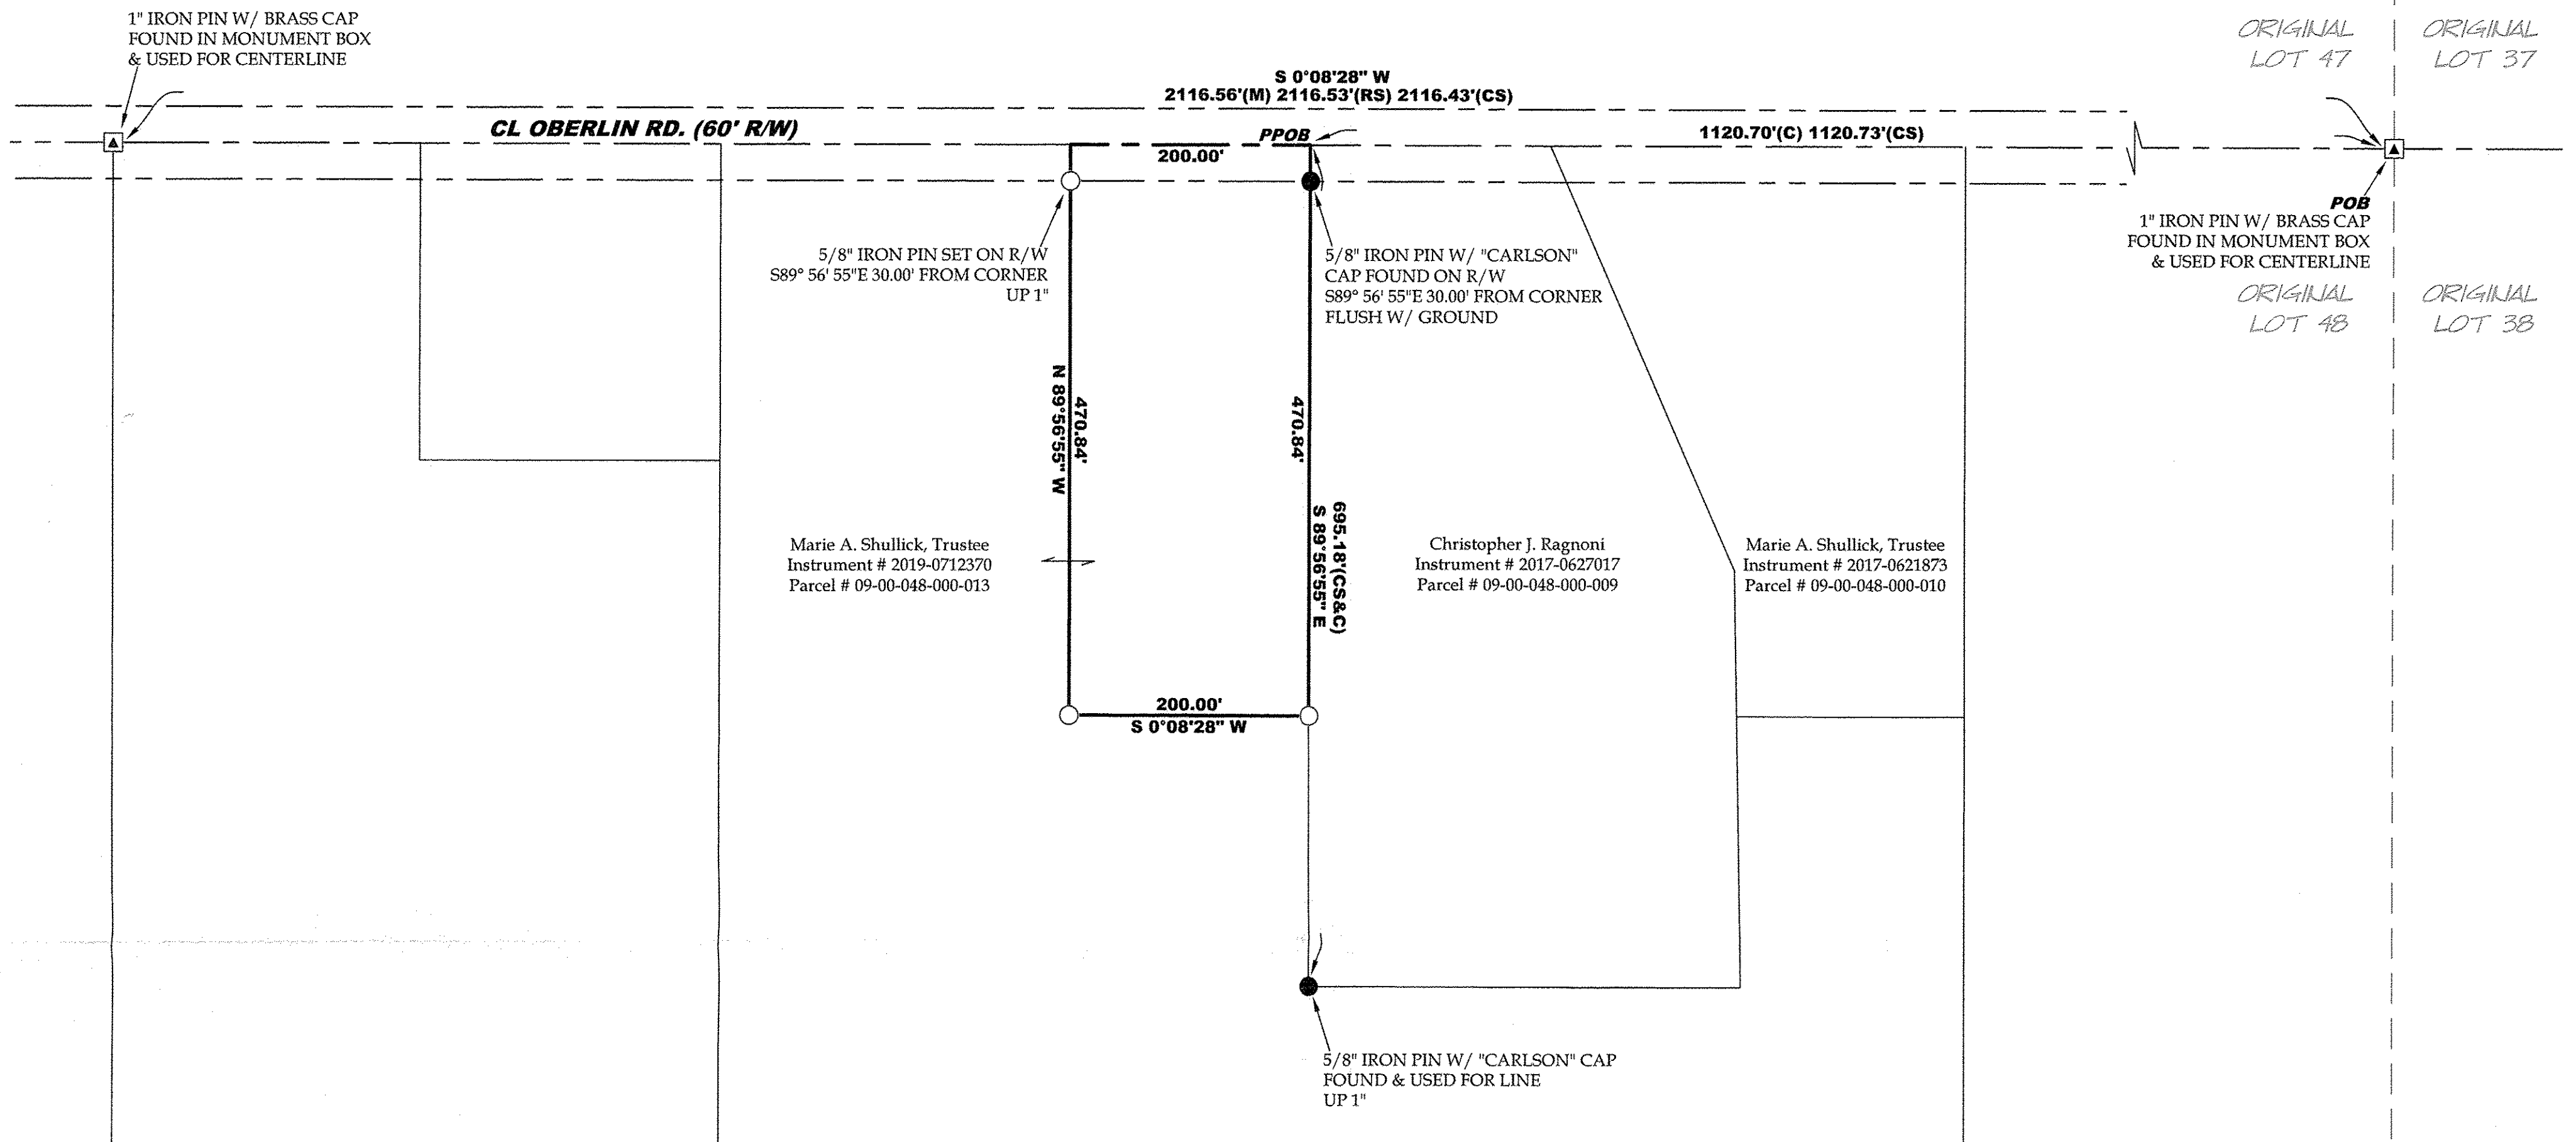 1" IRON PIN W/ BRASS CAP
FOUND IN MONUMENT BOX
& USED FOR CENTERLINE
ORIGINAL
LOT 47
ORIGINAL
LOT 37
S 0°08'28" W
2116.56'(M) 2116.53'(RS) 2116.43'(CS)
CL OBERLIN RD. (60' R/W)
PPOB
200.00'
1120.70'(C) 1120.73'(CS)
POB
1" IRON PIN W/ BRASS CAP
FOUND IN MONUMENT BOX
& USED FOR CENTERLINE
5/8" IRON PIN SET ON R/W
S89° 56' 55"E 30.00' FROM CORNER
UP 1"
5/8" IRON PIN W/ "CARLSON"
CAP FOUND ON R/W
S89° 56' 55"E 30.00' FROM CORNER
FLUSH W/ GROUND
ORIGINAL
LOT 48
ORIGINAL
LOT 38
470.84'
N 89°56'55" W
470.84'
695.18'(CS&C)
S 89°56'55" E
Marie A. Shullick, Trustee
Instrument # 2019-0712370
Parcel # 09-00-048-000-013
Christopher J. Ragnoni
Instrument # 2017-0627017
Parcel # 09-00-048-000-009
Marie A. Shullick, Trustee
Instrument # 2017-0621873
Parcel # 09-00-048-000-010
200.00'
S 0°08'28" W
5/8" IRON PIN W/ "CARLSON" CAP
FOUND & USED FOR LINE
UP 1"